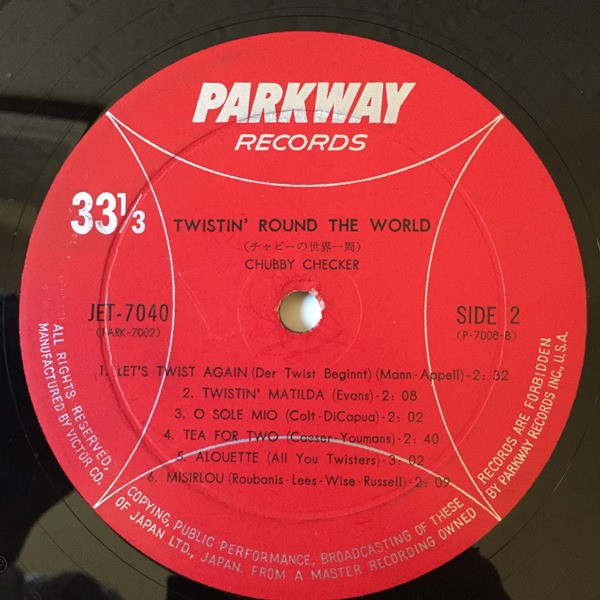 PARKWAY
RECORDS
33 1/3
TWISTIN' ROUND THE WORLD
(チャビーの世界一周)
CHUBBY CHECKER
JET-7040
(PARK-7002)
SIDE 2
(P-7008-B)
1. LET'S TWIST AGAIN (Der Twist Beginnt) (Mann-Appell)-2:32
2. TWISTIN' MATILDA (Evans)-2:08
3. O SOLE MIO (Colt-DiCapua)-2:02
4. TEA FOR TWO (Caeser-Youmans)-2:40
5. ALOUETTE (All You Twisters)-3:02
6. MISIRLOU (Roubanis-Lees-Wise-Russell)-2:09
ALL RIGHTS RESERVED.
MANUFACTURED BY VICTOR CO.
COPYING, PUBLIC PERFORMANCE, BROADCASTING OF THESE
OF JAPAN LTD., JAPAN. FROM A MASTER RECORDING OWNED
RECORDS ARE FORBIDDEN
BY PARKWAY RECORDS INC., U.S.A.